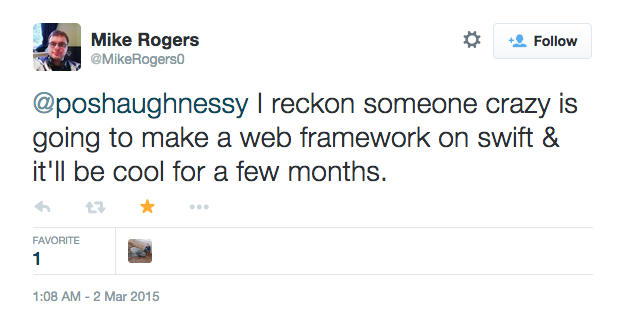 Mike Rogers
@MikeRogers0
Follow
@poshaughnessy I reckon someone crazy is
going to make a web framework on swift &
it'll be cool for a few months.
FAVORITE
1
1:08 AM - 2 Mar 2015